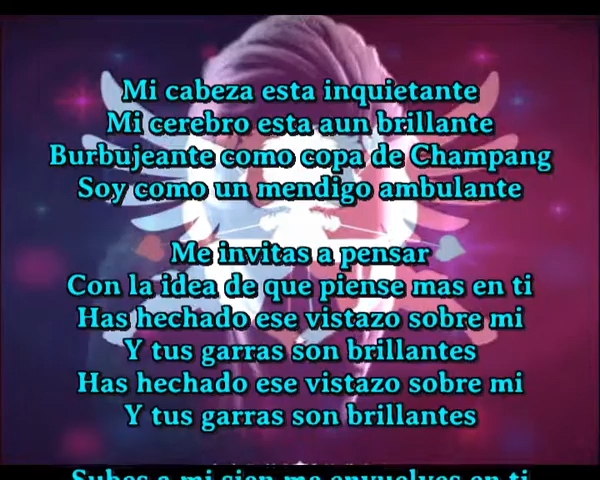 Mi cabeza esta inquietante
Mi cerebro esta aun brillante
Burbujeante como copa de Champang
Soy como un mendigo ambulante
Me invitas a pensar
Con la idea de que piense mas en ti
Has hechado ese vistazo sobre mi
Y tus garras son brillantes
Has hechado ese vistazo sobre mi
Y tus garras son brillantes
Subes a mi sien me envuelves en ti